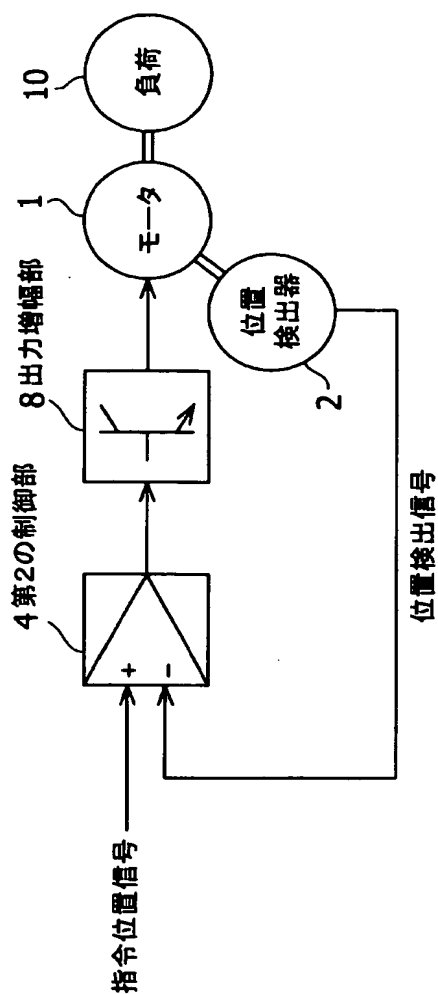 指令位置信号
4 第2の制御部
+
-
8 出力増幅部
1
モータ
10
負荷
位置
検出器
2
位置検出信号